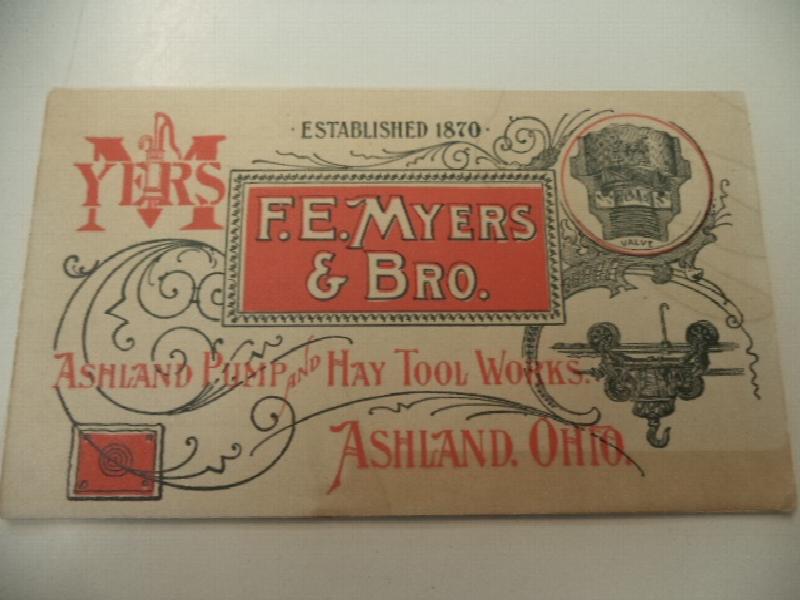 ESTABLISHED 1870
MYERS
F.E. MYERS
& BRO.
VALVE
ASHLAND PUMP AND HAY TOOL WORKS.
ASHLAND, OHIO.